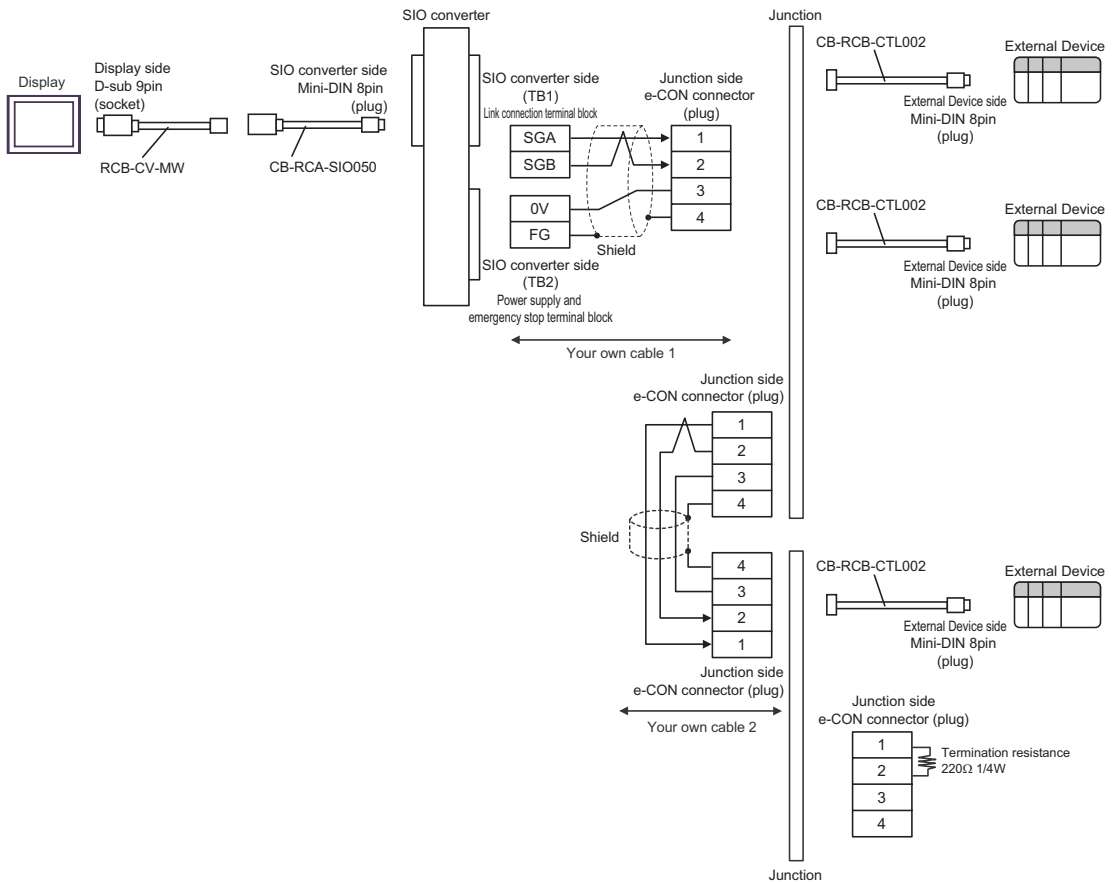 SIO converter
Junction
Display
Display side
D-sub 9pin
(socket)
RCB-CV-MW
SIO converter side
Mini-DIN 8pin
(plug)
CB-RCA-SIO050
SIO converter side
(TB1)
Link connection terminal block
SGA
SGB
0V
FG
Shield
SIO converter side
(TB2)
Power supply and
emergency stop terminal block
Junction side
e-CON connector
(plug)
1
2
3
4
Your own cable 1
CB-RCB-CTL002
External Device
External Device side
Mini-DIN 8pin
(plug)
CB-RCB-CTL002
External Device
External Device side
Mini-DIN 8pin
(plug)
Junction side
e-CON connector (plug)
1
2
3
4
Shield
4
3
2
1
Junction side
e-CON connector (plug)
Your own cable 2
CB-RCB-CTL002
External Device
External Device side
Mini-DIN 8pin
(plug)
Junction side
e-CON connector (plug)
1
2
3
4
Termination resistance
220Ω 1/4W
Junction